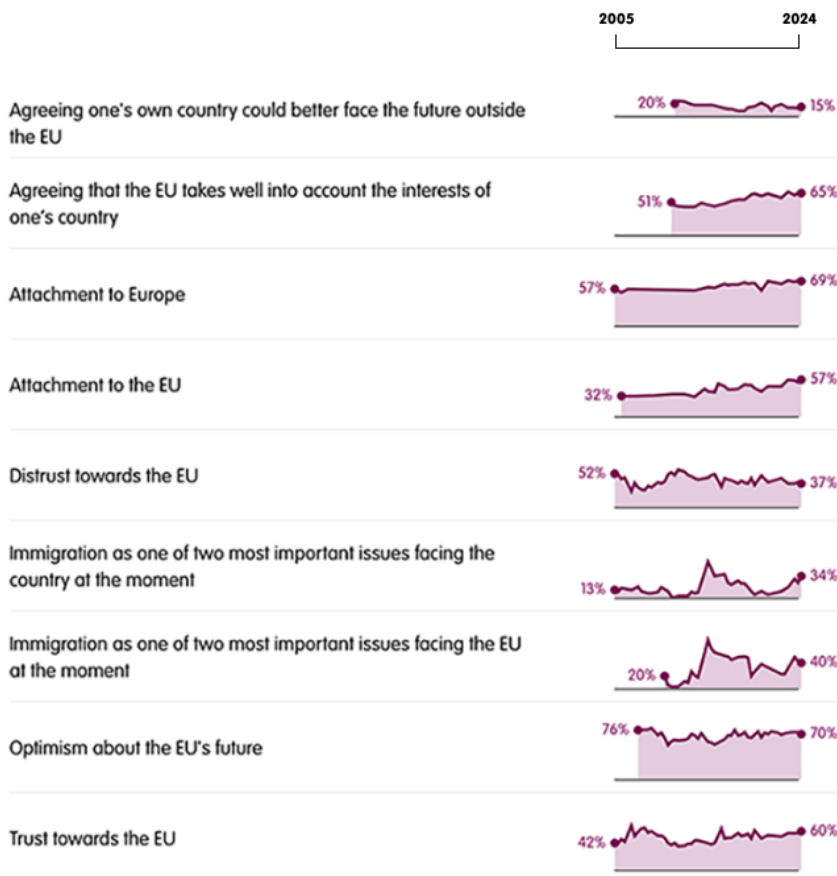 2005 2024
Agreeing one's own country could better face the future outside
the EU
20% 15%
Agreeing that the EU takes well into account the interests of
one's country
51% 65%
Attachment to Europe
57% 69%
Attachment to the EU
32% 57%
Distrust towards the EU
52% 37%
Immigration as one of two most important issues facing the
country at the moment
13% 34%
Immigration as one of two most important issues facing the EU
at the moment
20% 40%
Optimism about the EU's future
76% 70%
Trust towards the EU
42% 60%